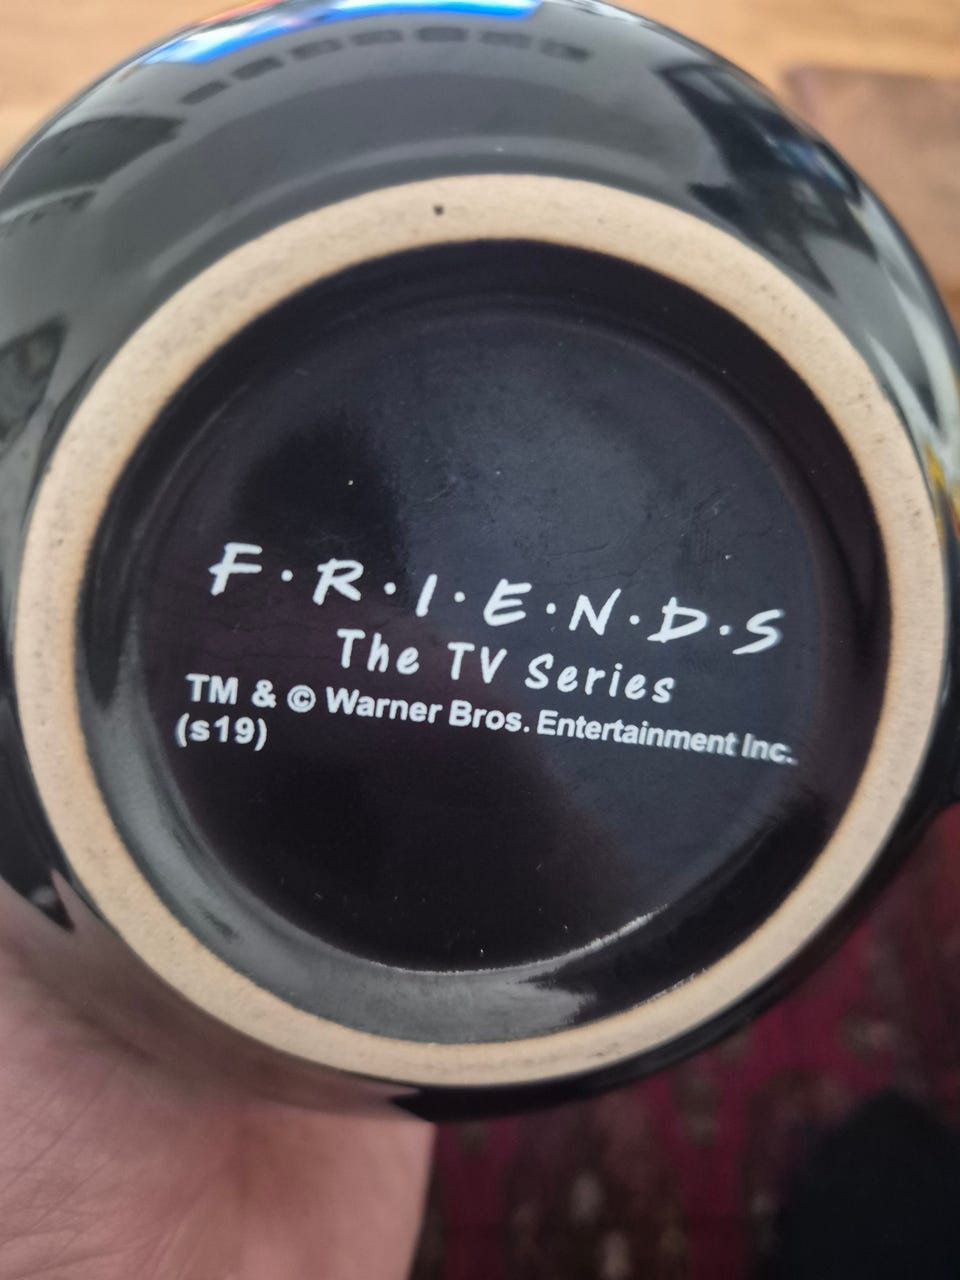 F·R·I·E·N·D·S
The TV Series
TM & © Warner Bros. Entertainment Inc.
(s19)